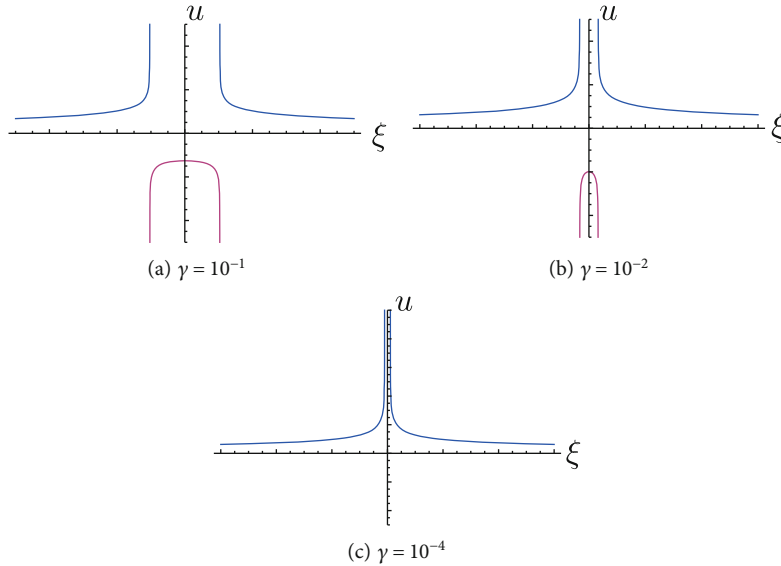 u
ξ
(a) γ = 10⁻¹
u
ξ
(b) γ = 10⁻²
u
ξ
(c) γ = 10⁻⁴